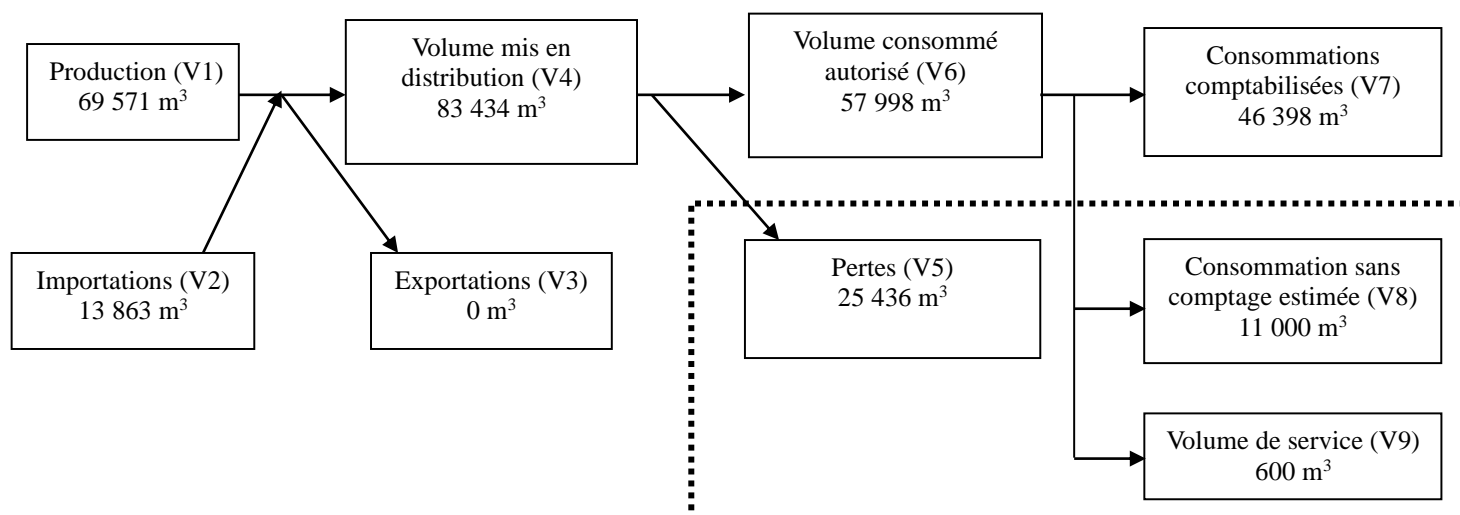 Production (V1)
69 571 m³
Volume mis en
distribution (V4)
83 434 m³
Volume consommé
autorisé (V6)
57 998 m³
Consommations
comptabilisées (V7)
46 398 m³
Importations (V2)
13 863 m³
Exportations (V3)
0 m³
Pertes (V5)
25 436 m³
Consommation sans
comptage estimée (V8)
11 000 m³
Volume de service (V9)
600 m³